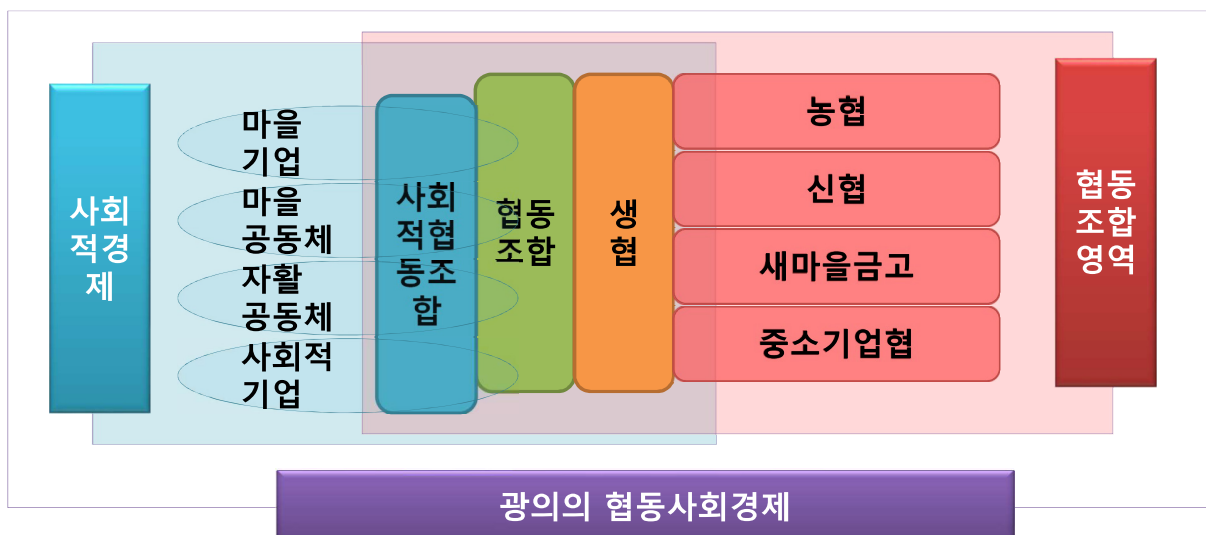 사회
적경
제
마을
기업
마을
공동체
자활
공동체
사회적
기업
사회
적협
동조
합
협동
조합
생
협
농협
신협
새마을금고
중소기업협
협동
조합
영역
광의의 협동사회경제